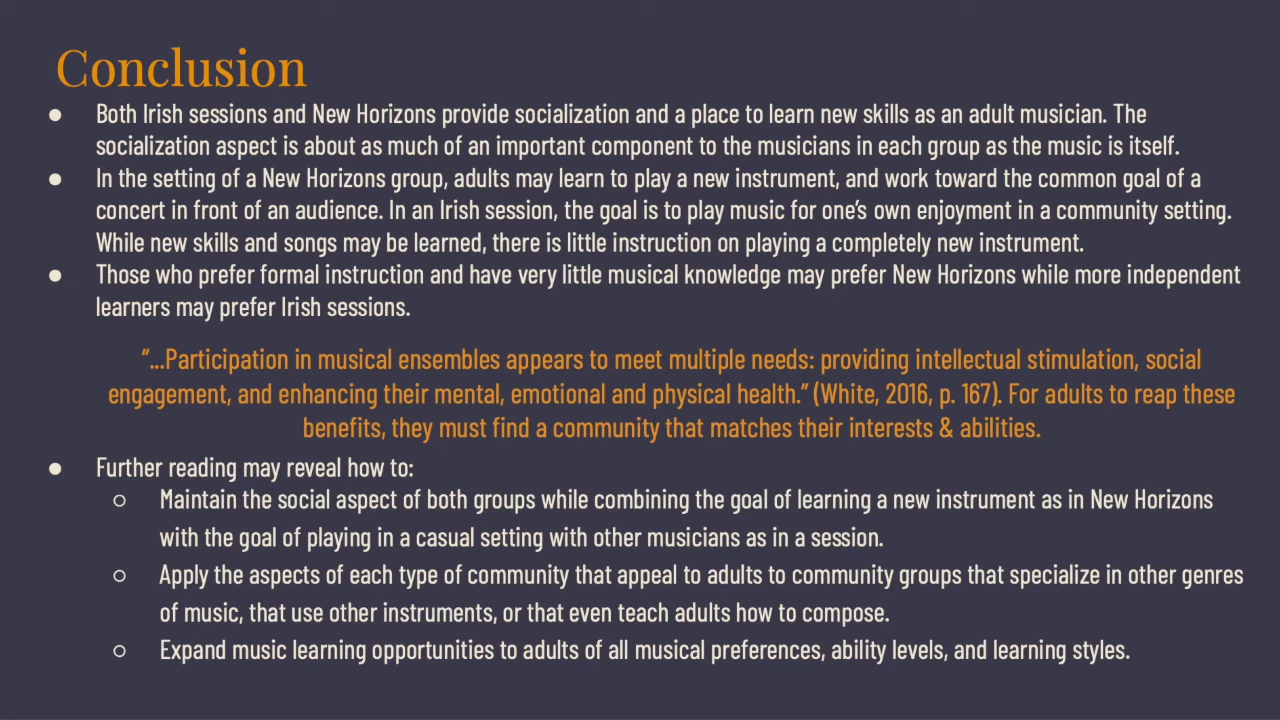 Conclusion
● Both Irish sessions and New Horizons provide socialization and a place to learn new skills as an adult musician. The
socialization aspect is about as much of an important component to the musicians in each group as the music is itself.
● In the setting of a New Horizons group, adults may learn to play a new instrument, and work toward the common goal of a
concert in front of an audience. In an Irish session, the goal is to play music for one’s own enjoyment in a community setting.
While new skills and songs may be learned, there is little instruction on playing a completely new instrument.
● Those who prefer formal instruction and have very little musical knowledge may prefer New Horizons while more independent
learners may prefer Irish sessions.
“...Participation in musical ensembles appears to meet multiple needs: providing intellectual stimulation, social
engagement, and enhancing their mental, emotional and physical health.” (White, 2016, p. 167). For adults to reap these
benefits, they must find a community that matches their interests & abilities.
● Further reading may reveal how to:
○ Maintain the social aspect of both groups while combining the goal of learning a new instrument as in New Horizons
with the goal of playing in a casual setting with other musicians as in a session.
○ Apply the aspects of each type of community that appeal to adults to community groups that specialize in other genres
of music, that use other instruments, or that even teach adults how to compose.
○ Expand music learning opportunities to adults of all musical preferences, ability levels, and learning styles.